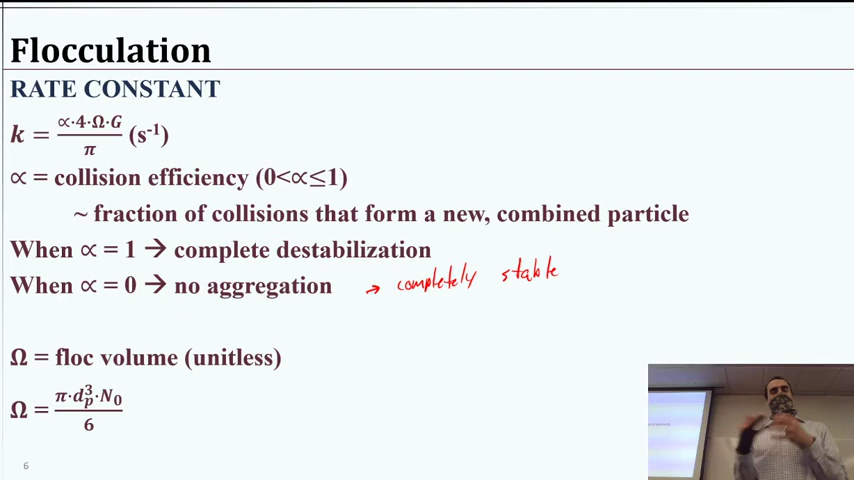 Flocculation
RATE CONSTANT
k = ∝·4·Ω·G / π (s⁻¹)
∝ = collision efficiency (0<∝≤1)
~ fraction of collisions that form a new, combined particle
When ∝ = 1 → complete destabilization
When ∝ = 0 → no aggregation → completely stable
Ω = floc volume (unitless)
Ω = π·dₚ³·N₀ / 6
6